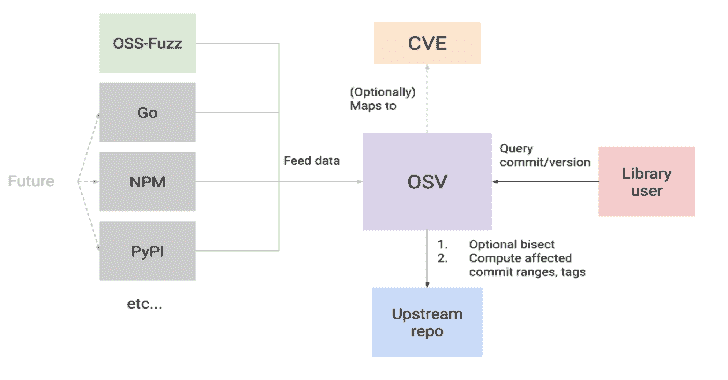 OSS-Fuzz
Go
NPM
PyPI
etc...
Future
Feed data
CVE
(Optionally)
Maps to
OSV
Query
commit/version
Library
user
1. Optional bisect
2. Compute affected
commit ranges, tags
Upstream
repo